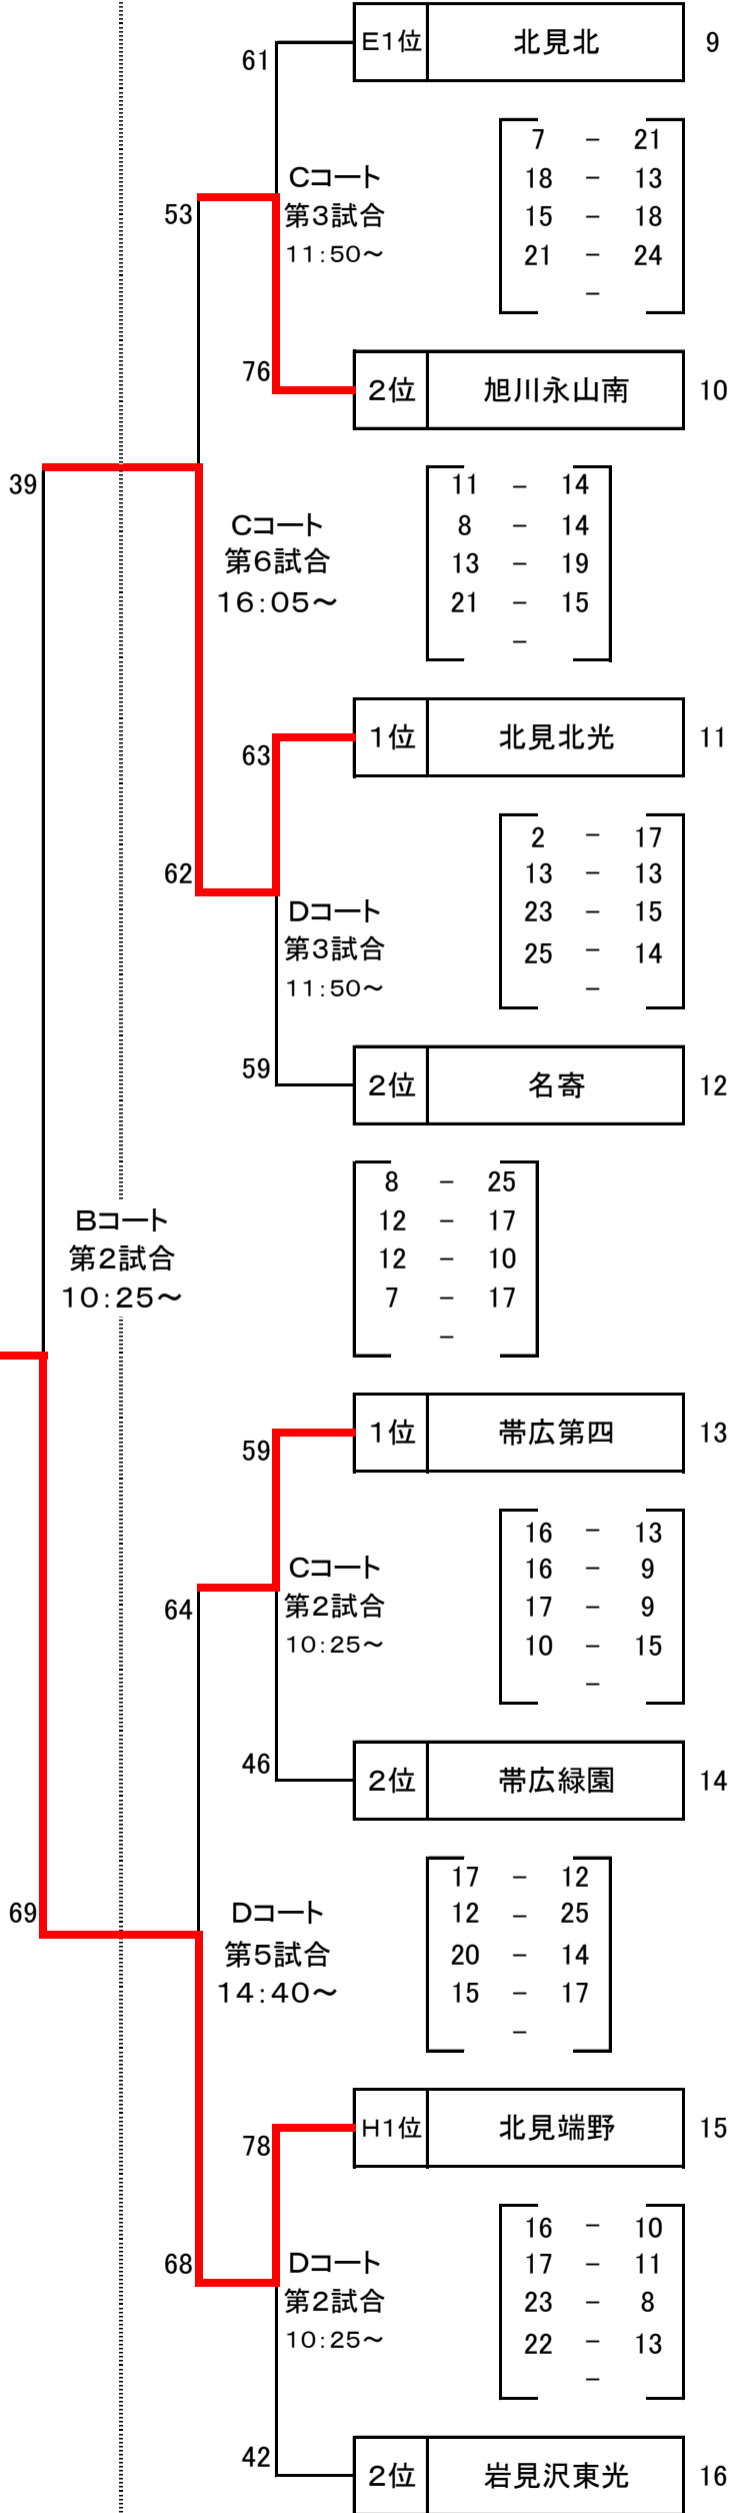 E1位 北見北 9
61
7 - 21
Cコート 18 - 13
53 第3試合 15 - 18
11:50～ 21 - 24
-
76 2位 旭川永山南 10
39 11 - 14
Cコート 8 - 14
第6試合 13 - 19
16:05～ 21 - 15
-
63 1位 北見北光 11
2 - 17
62 13 - 13
Dコート 23 - 15
第3試合 25 - 14
11:50～ -
59 2位 名寄 12
8 - 25
Bコート 12 - 17
第2試合 12 - 10
10:25～ 7 - 17
-
59 1位 帯広第四 13
16 - 13
Cコート 16 - 9
64 第2試合 17 - 9
10:25～ 10 - 15
-
46 2位 帯広緑園 14
17 - 12
69 Dコート 12 - 25
第5試合 20 - 14
14:40～ 15 - 17
-
78 H1位 北見端野 15
16 - 10
68 Dコート 17 - 11
第2試合 23 - 8
10:25～ 22 - 13
-
42 2位 岩見沢東光 16